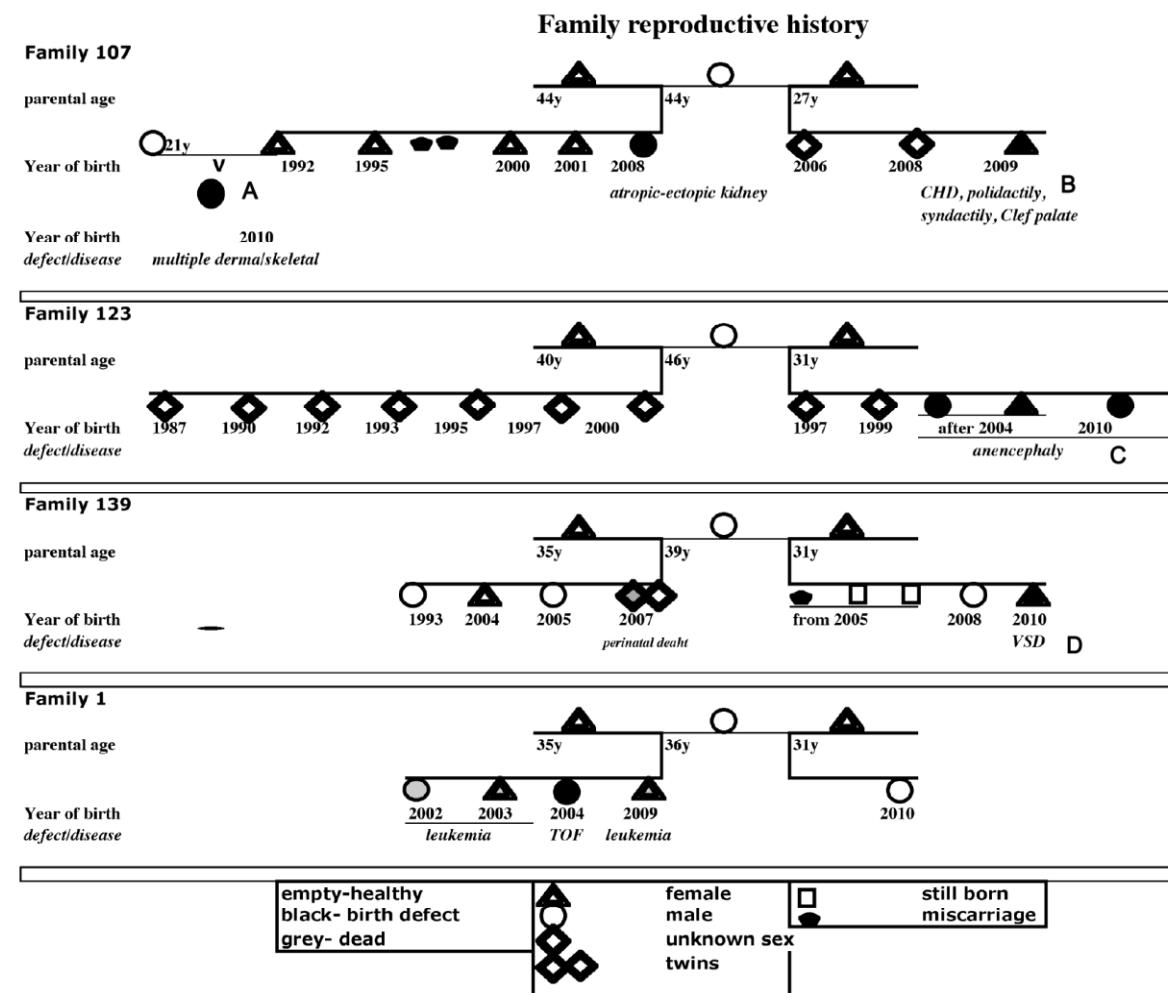 Family reproductive history
Family 107
parental age
44y 44y 27y
21y
Year of birth V 1992 1995 2000 2001 2008 2006 2008 2009
A atropic-ectopic kidney CHD, polidactily, B
syndactily, Clef palate
Year of birth 2010
defect/disease multiple derma/skeletal
Family 123
parental age 40y 46y 31y
Year of birth 1987 1990 1992 1993 1995 1997 2000 1997 1999 after 2004 2010
defect/disease anencephaly C
Family 139
parental age 35y 39y 31y
Year of birth 1993 2004 2005 2007 from 2005 2008 2010
defect/disease perinatal deaht VSD D
Family 1
parental age 35y 36y 31y
Year of birth 2002 2003 2004 2009 2010
defect/disease leukemia TOF leukemia
empty-healthy female still born
black- birth defect male miscarriage
grey- dead unknown sex
twins